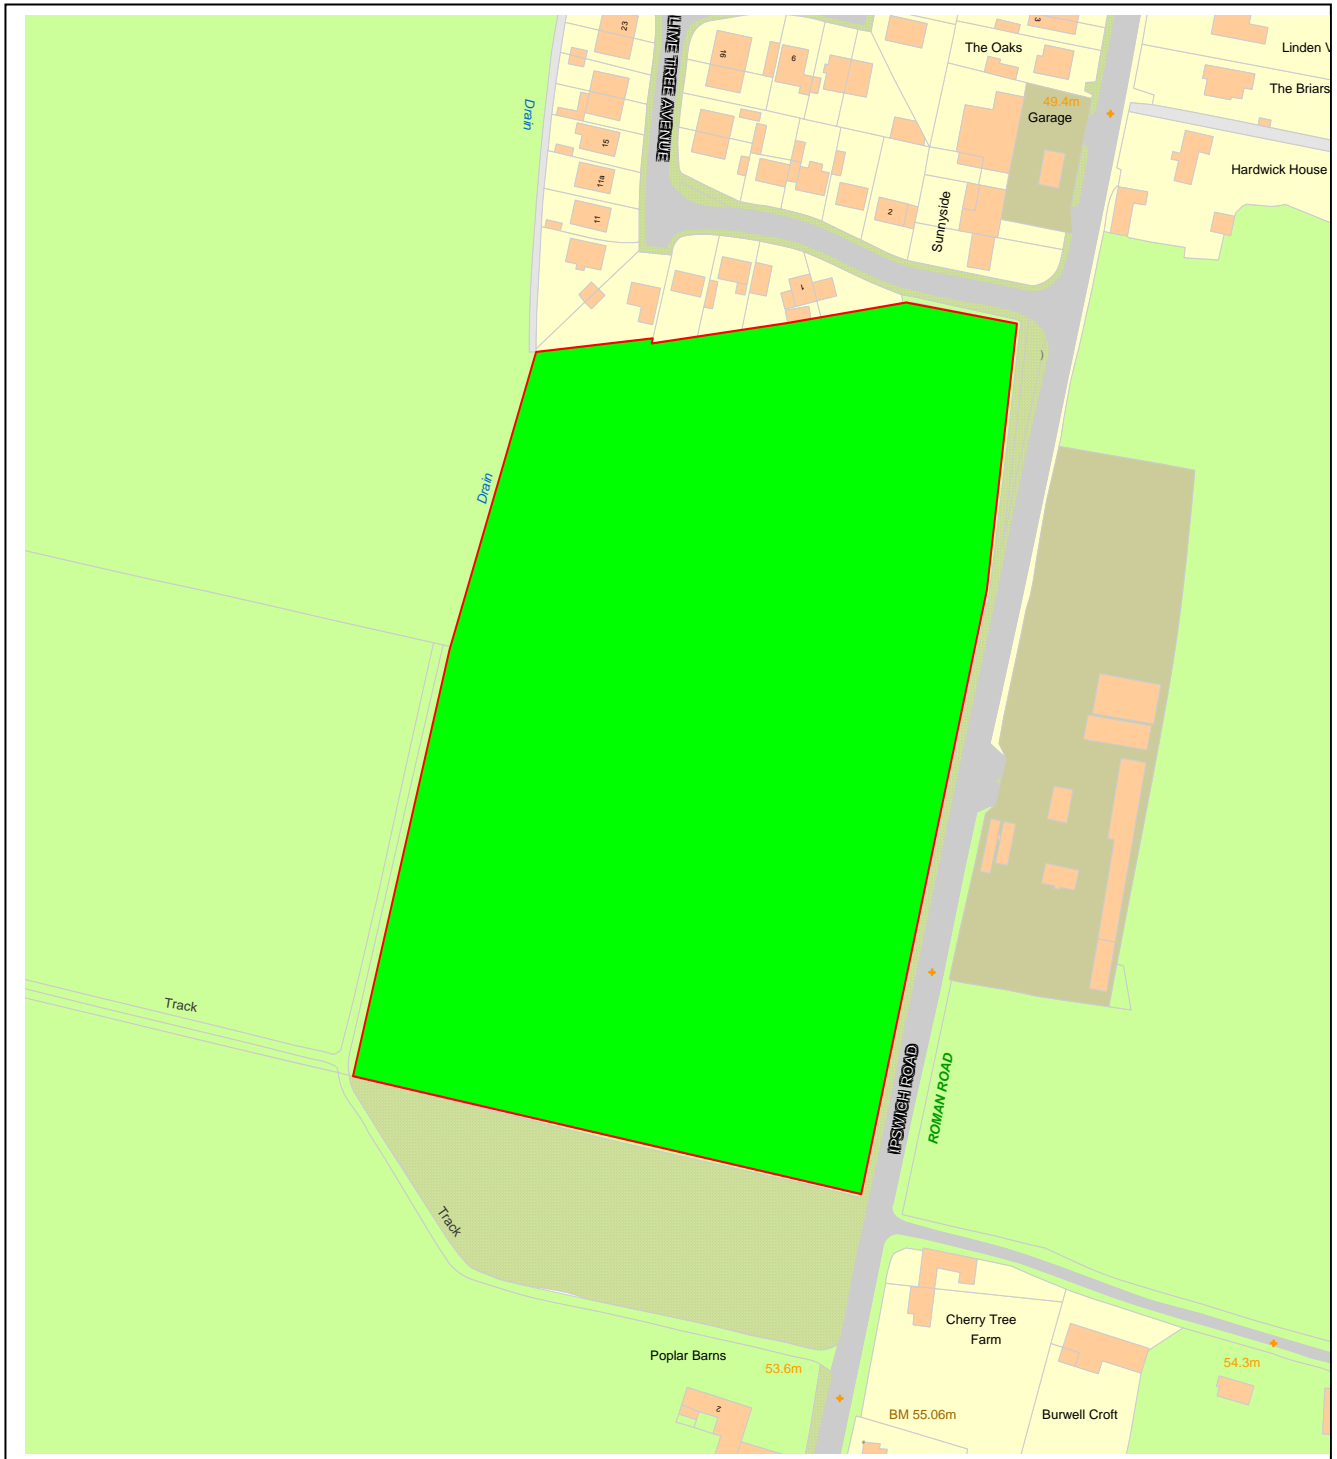 23
LIME TREE AVENUE
16
9
The Oaks
3
Linden V
The Briars
49.4m
Garage
Drain
15
Hardwick House
11a
11
2
Sunnyside
1
)
Drain
Track
IPSWICH ROAD
ROMAN ROAD
Track
Cherry Tree
Farm
Poplar Barns
53.6m
54.3m
2
BM 55.06m
Burwell Croft